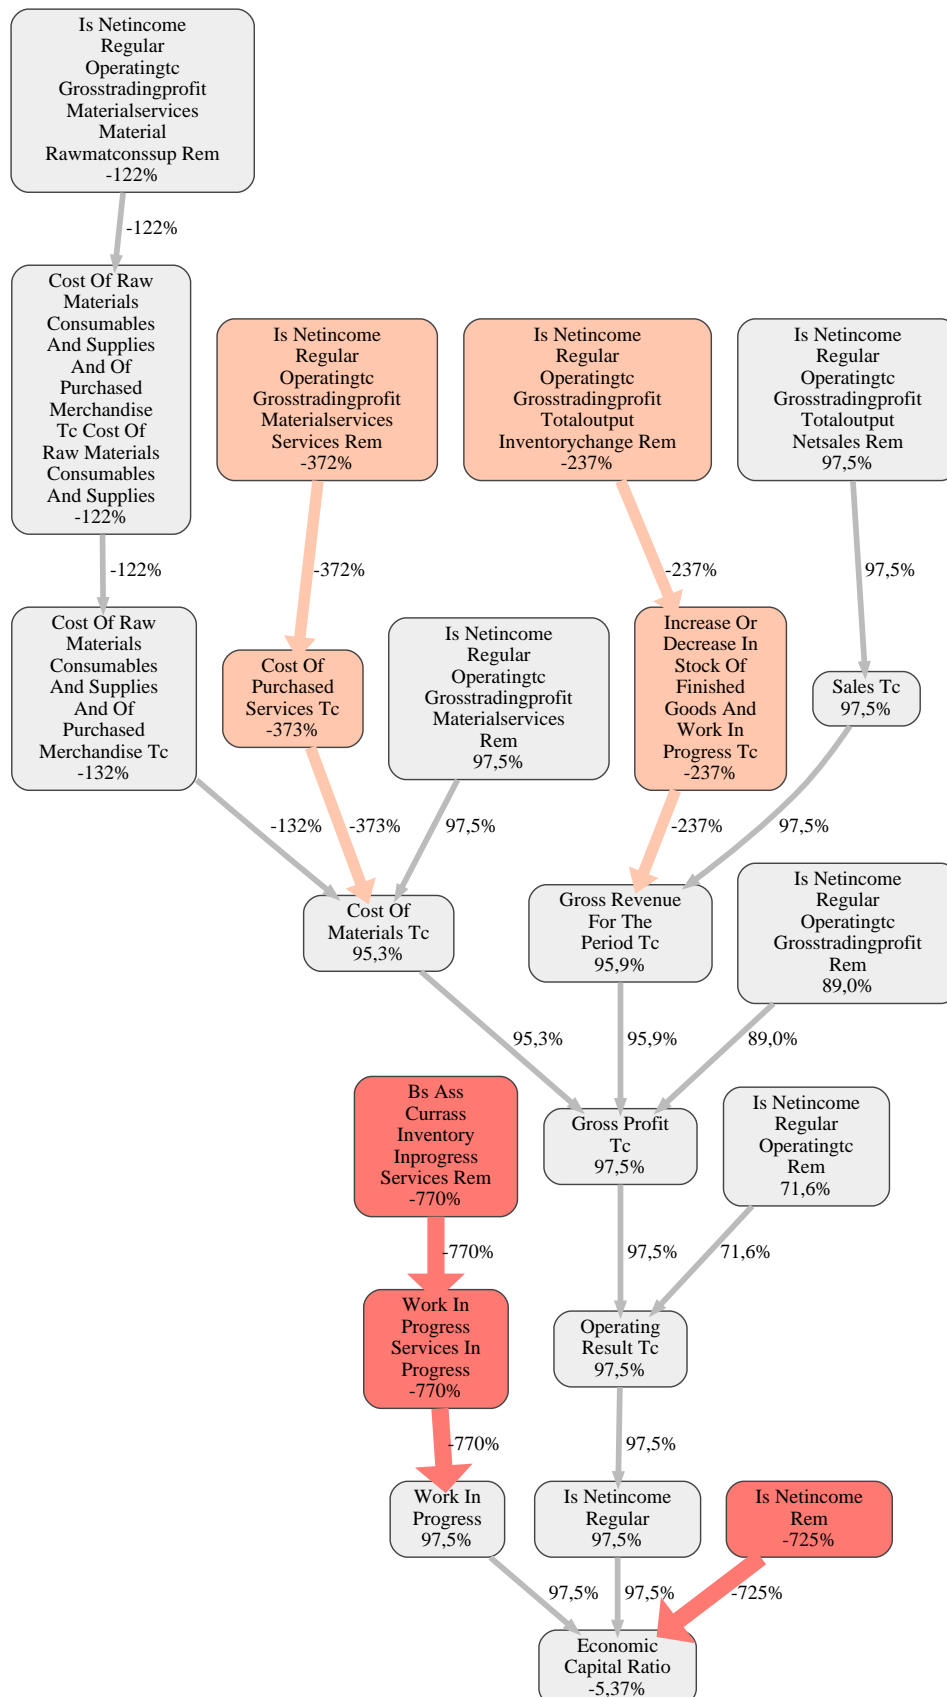 Is Netincome
Regular
Operatingtc
Grosstradingprofit
Materialservices
Material
Rawmatconssup Rem
-122%
-122%
Cost Of Raw
Materials
Consumables
And Supplies
And Of
Purchased
Merchandise
Tc Cost Of
Raw Materials
Consumables
And Supplies
-122%
Is Netincome
Regular
Operatingtc
Grosstradingprofit
Materialservices
Services Rem
-372%
Is Netincome
Regular
Operatingtc
Grosstradingprofit
Totaloutput
Inventorychange Rem
-237%
Is Netincome
Regular
Operatingtc
Grosstradingprofit
Totaloutput
Netsales Rem
97,5%
-122%
-372%
-237%
97,5%
Cost Of Raw
Materials
Consumables
And Supplies
And Of
Purchased
Merchandise Tc
-132%
Cost Of
Purchased
Services Tc
-373%
Is Netincome
Regular
Operatingtc
Grosstradingprofit
Materialservices
Rem
97,5%
Increase Or
Decrease In
Stock Of
Finished
Goods And
Work In
Progress Tc
-237%
Sales Tc
97,5%
-132%
-373%
97,5%
-237%
97,5%
Cost Of
Materials Tc
95,3%
Gross Revenue
For The
Period Tc
95,9%
Is Netincome
Regular
Operatingtc
Grosstradingprofit
Rem
89,0%
95,3%
95,9%
89,0%
Bs Ass
Currass
Inventory
Inprogress
Services Rem
-770%
Gross Profit
Tc
97,5%
Is Netincome
Regular
Operatingtc
Rem
71,6%
-770%
97,5%
71,6%
Work In
Progress
Services In
Progress
-770%
Operating
Result Tc
97,5%
-770%
97,5%
Work In
Progress
97,5%
Is Netincome
Regular
97,5%
Is Netincome
Rem
-725%
97,5%
97,5%
-725%
Economic
Capital Ratio
-5,37%